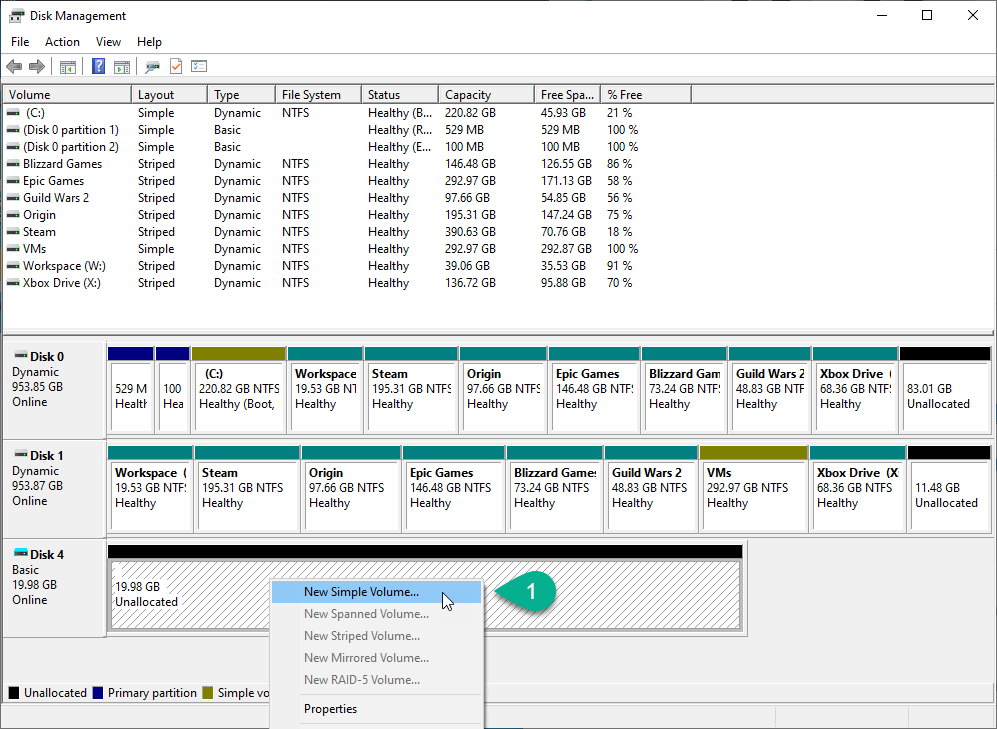 Disk Management
File Action View Help
Volume Layout Type File System Status Capacity Free Spa... % Free
(C:) Simple Dynamic NTFS Healthy (B... 220.82 GB 45.93 GB 21 %
(Disk 0 partition 1) Simple Basic Healthy (R... 529 MB 529 MB 100 %
(Disk 0 partition 2) Simple Basic Healthy (E... 100 MB 100 MB 100 %
Blizzard Games Striped Dynamic NTFS Healthy 146.48 GB 126.55 GB 86 %
Epic Games Striped Dynamic NTFS Healthy 292.97 GB 171.13 GB 58 %
Guild Wars 2 Striped Dynamic NTFS Healthy 97.66 GB 54.85 GB 56 %
Origin Striped Dynamic NTFS Healthy 195.31 GB 147.24 GB 75 %
Steam Striped Dynamic NTFS Healthy 390.63 GB 70.76 GB 18 %
VMs Simple Dynamic NTFS Healthy 292.97 GB 292.87 GB 100 %
Workspace (W:) Striped Dynamic NTFS Healthy 39.06 GB 35.53 GB 91 %
Xbox Drive (X:) Striped Dynamic NTFS Healthy 136.72 GB 95.88 GB 70 %
Disk 0
Dynamic
953.85 GB
Online
529 M
Healt
100
Hea
(C:)
220.82 GB NTFS
Healthy (Boot,
Workspace
19.53 GB NT
Healthy
Steam
195.31 GB NTFS
Healthy
Origin
97.66 GB NTFS
Healthy
Epic Games
146.48 GB NTFS
Healthy
Blizzard Gam
73.24 GB NTFS
Healthy
Guild Wars 2
48.83 GB NTF
Healthy
Xbox Drive (
68.36 GB NTFS
Healthy
83.01 GB
Unallocated
Disk 1
Dynamic
953.87 GB
Online
Workspace (
19.53 GB NTFS
Healthy
Steam
195.31 GB NTFS
Healthy
Origin
97.66 GB NTFS
Healthy
Epic Games
146.48 GB NTFS
Healthy
Blizzard Games
73.24 GB NTFS
Healthy
Guild Wars 2
48.83 GB NTFS
Healthy
VMs
292.97 GB NTFS
Healthy
Xbox Drive (X
68.36 GB NTFS
Healthy
11.48 GB
Unallocated
Disk 4
Basic
19.98 GB
Online
19.98 GB
Unallocated
New Simple Volume...
1
New Spanned Volume...
New Striped Volume...
New Mirrored Volume...
New RAID-5 Volume...
Properties
Unallocated Primary partition Simple vo